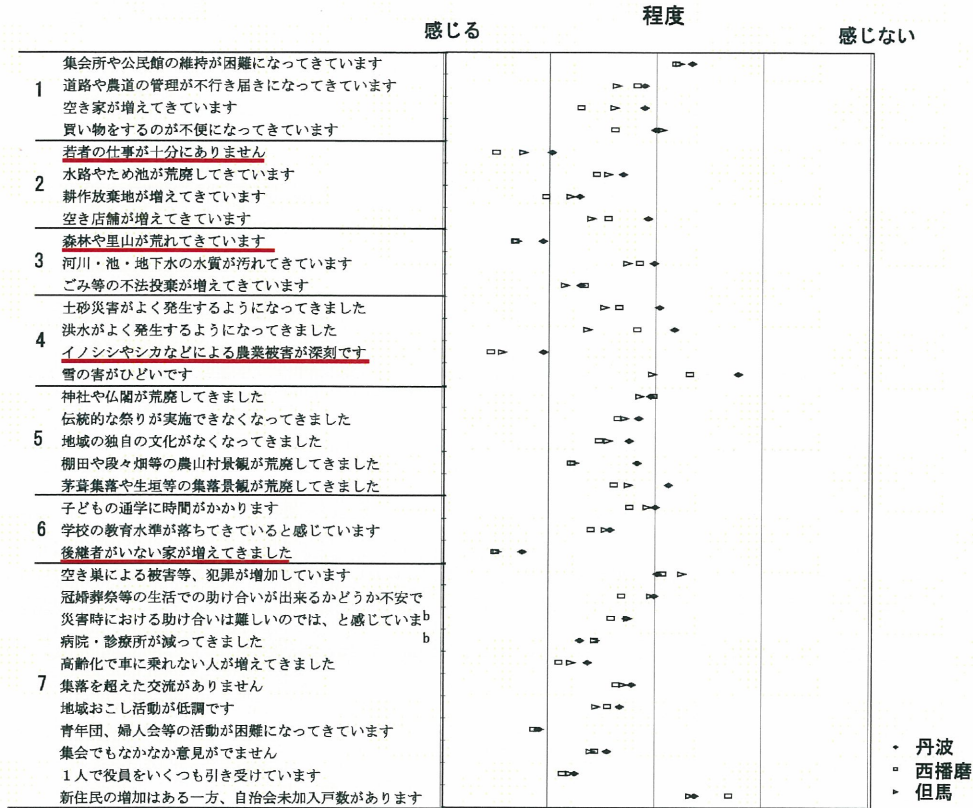 程度
感じる
感じない
1
集会所や公民館の維持が困難になってきています
道路や農道の管理が不行き届きになってきています
空き家が増えてきています
買い物をするのが不便になってきています
2
若者の仕事が十分にありません
水路やため池が荒廃してきています
耕作放棄地が増えてきています
空き店舗が増えてきています
3
森林や里山が荒れてきています
河川・池・地下水の水質が汚れてきています
ごみ等の不法投棄が増えてきています
4
土砂災害がよく発生するようになってきました
洪水がよく発生するようになってきました
イノシシやシカなどによる農業被害が深刻です
雪の害がひどいです
5
神社や仏閣が荒廃してきました
伝統的な祭りが実施できなくなってきました
地域の独自の文化がなくなってきました
棚田や段々畑等の農山村景観が荒廃してきました
茅葺集落や生垣等の集落景観が荒廃してきました
6
子どもの通学に時間がかかります
学校の教育水準が落ちてきていると感じています
後継者がいない家が増えてきました
7
空き巣による被害等、犯罪が増加しています
冠婚葬祭等の生活での助け合いが出来るかどうか不安で
災害時における助け合いは難しいのでは、と感じていまb
病院・診療所が減ってきました b
高齢化で車に乗れない人が増えてきました
集落を超えた交流がありません
地域おこし活動が低調です
青年団、婦人会等の活動が困難になってきています
集会でもなかなか意見がでません
１人で役員をいくつも引き受けています
新住民の増加はある一方、自治会未加入戸数があります
丹波
西播磨
但馬